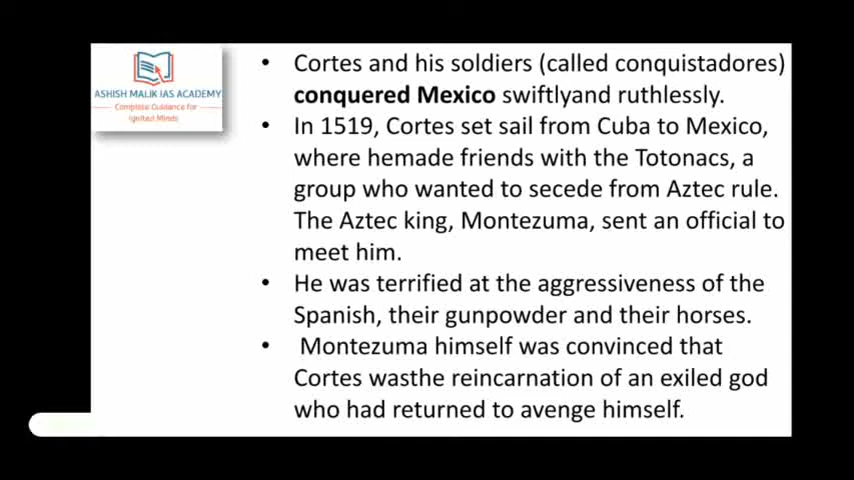 ASHISH MALIK IAS ACADEMY
Complete Guidance for
Ignited Minds
• Cortes and his soldiers (called conquistadores)
conquered Mexico swiftlyand ruthlessly.
• In 1519, Cortes set sail from Cuba to Mexico,
where hemade friends with the Totonacs, a
group who wanted to secede from Aztec rule.
The Aztec king, Montezuma, sent an official to
meet him.
• He was terrified at the aggressiveness of the
Spanish, their gunpowder and their horses.
• Montezuma himself was convinced that
Cortes wasthe reincarnation of an exiled god
who had returned to avenge himself.